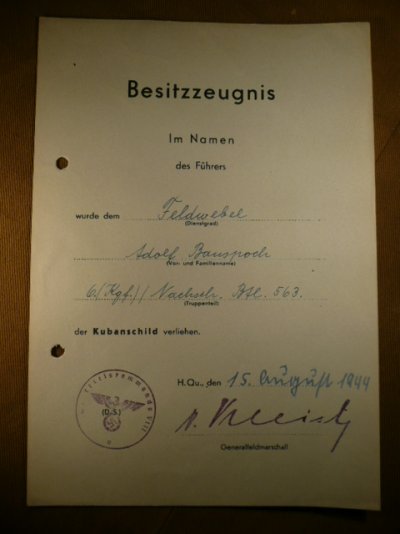 Besitzzeugnis
Im Namen
des Führers
wurde dem Feldwebel
(Dienstgrad)
Adolf Bauspoch
(Vor- und Familienname)
6./(Kgf.)/Nachsch. Btl. 563.
(Truppenteil)
der Kubanschild verliehen.
H.Qu., den 15. August 1944
(D.S.)
v. Kleist
Generalfeldmarschall